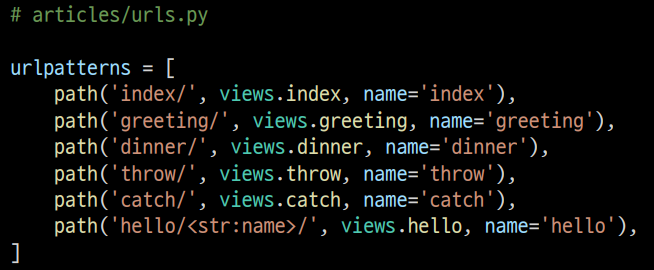 # articles/urls.py
urlpatterns = [
    path('index/', views.index, name='index'),
    path('greeting/', views.greeting, name='greeting'),
    path('dinner/', views.dinner, name='dinner'),
    path('throw/', views.throw, name='throw'),
    path('catch/', views.catch, name='catch'),
    path('hello/<str:name>/', views.hello, name='hello'),
]